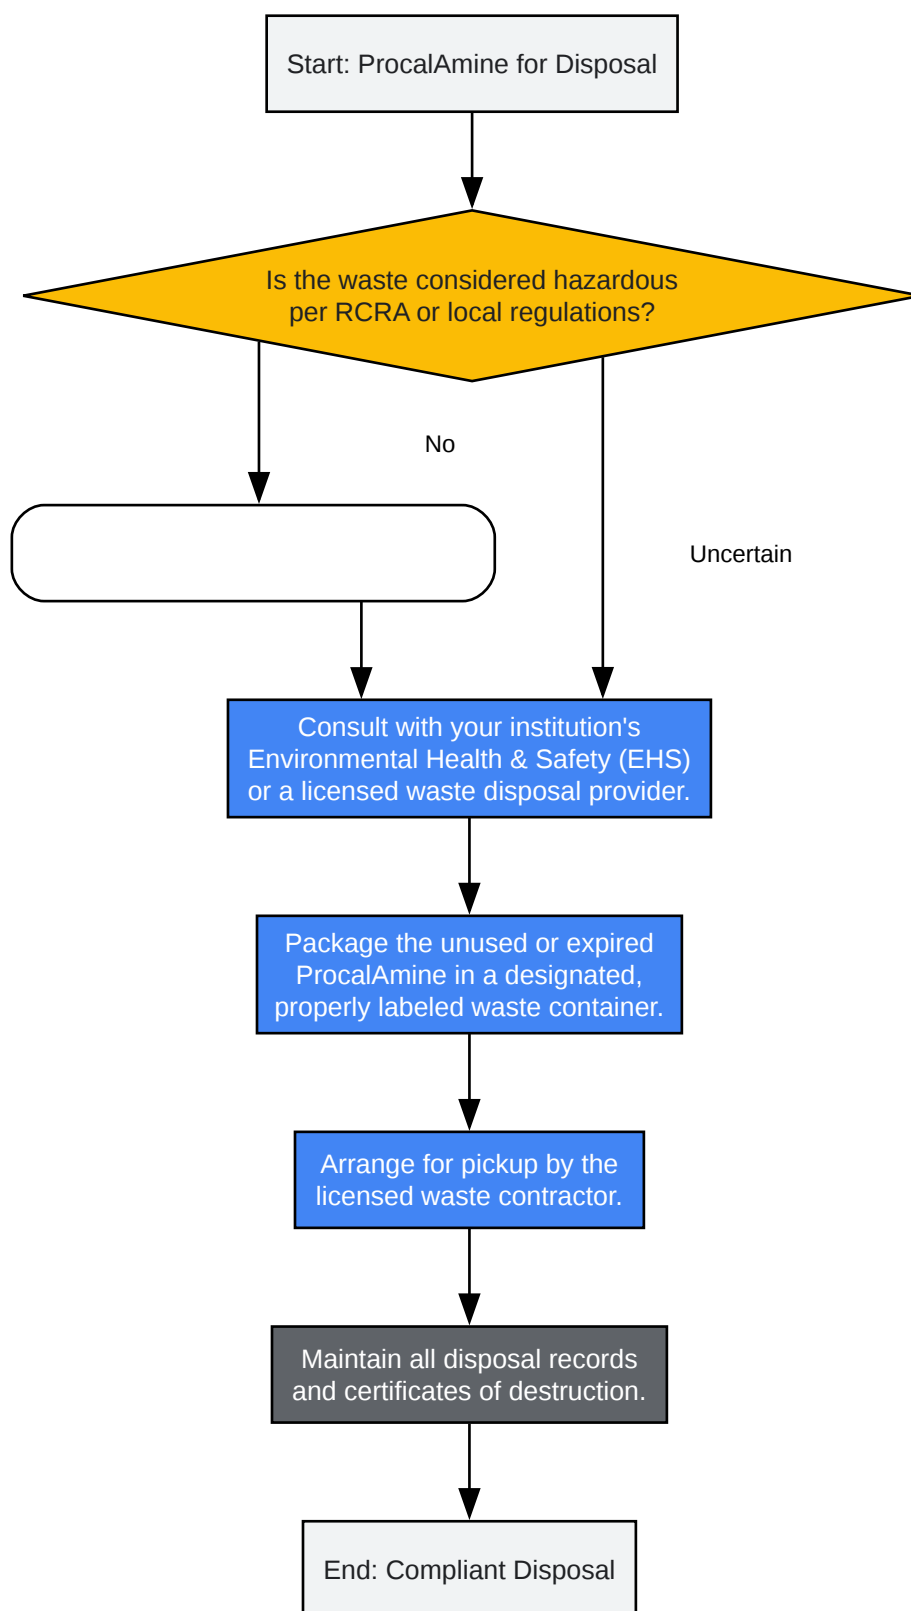 Start: ProcalAmine for Disposal
Is the waste considered hazardous
per RCRA or local regulations?
No
Uncertain
Consult with your institution's
Environmental Health & Safety (EHS)
or a licensed waste disposal provider.
Package the unused or expired
ProcalAmine in a designated,
properly labeled waste container.
Arrange for pickup by the
licensed waste contractor.
Maintain all disposal records
and certificates of destruction.
End: Compliant Disposal